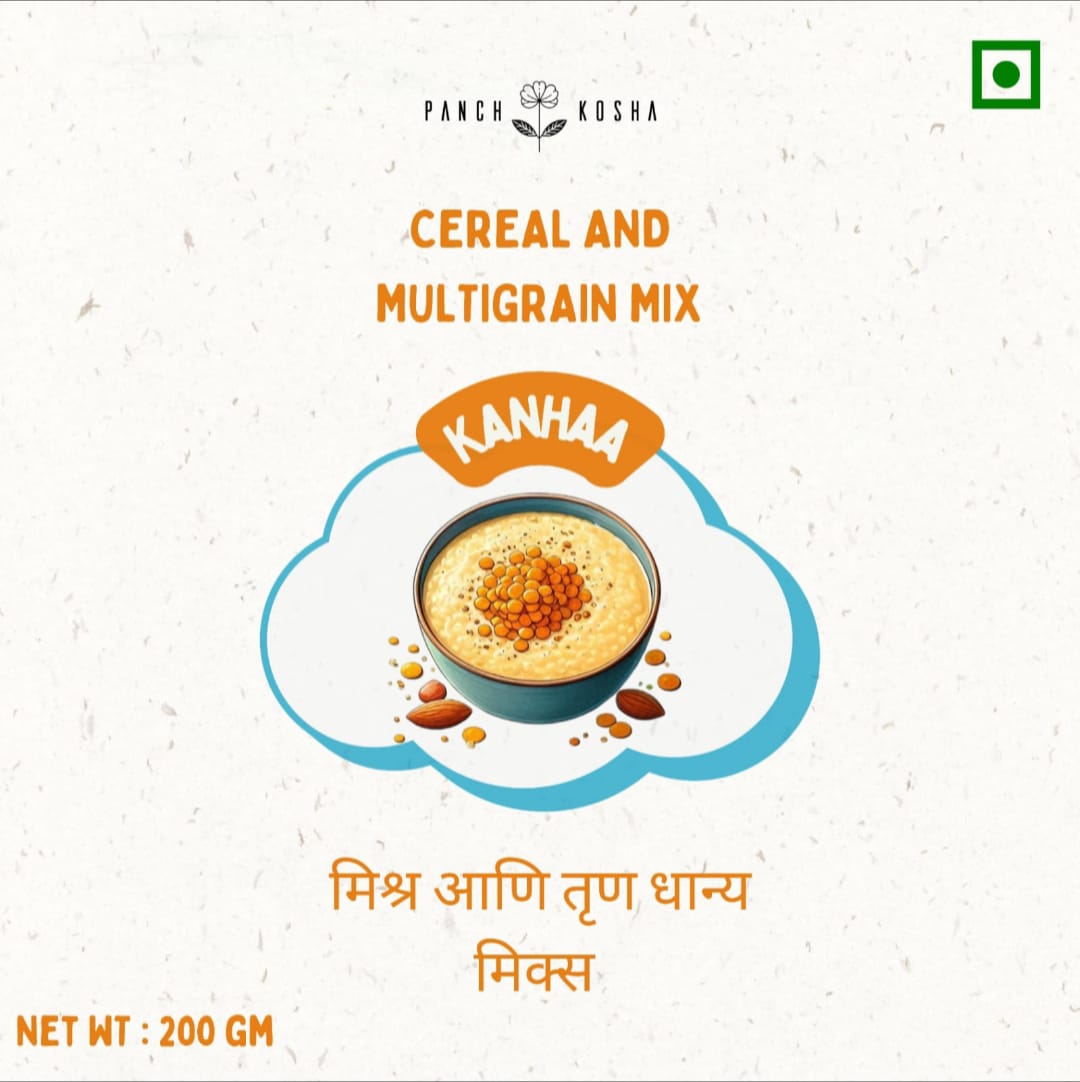 PANCH KOSHA
CEREAL AND
MULTIGRAIN MIX
KANHAA
मिश्र आणि तृण धान्य
मिक्स
NET WT : 200 GM